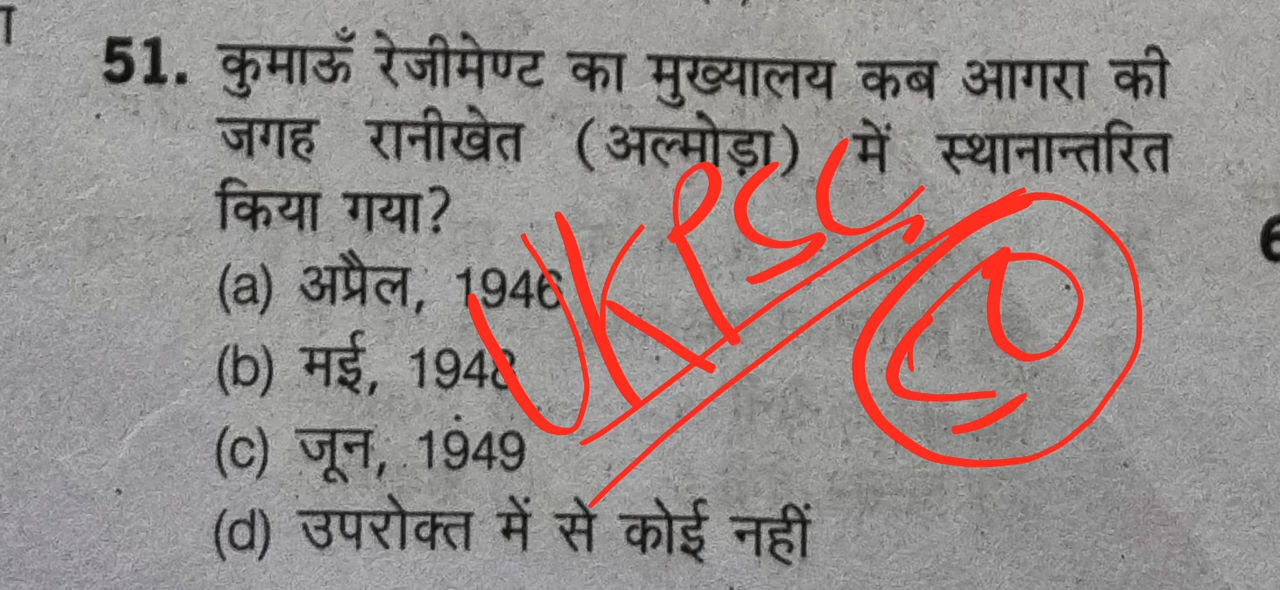 51. कुमाऊँ रेजीमेण्ट का मुख्यालय कब आगरा की
जगह रानीखेत (अल्मोड़ा) में स्थानान्तरित
किया गया?
(a) अप्रैल, 1946
(b) मई, 1948
(c) जून, 1949
(d) उपरोक्त में से कोई नहीं
UKPSC